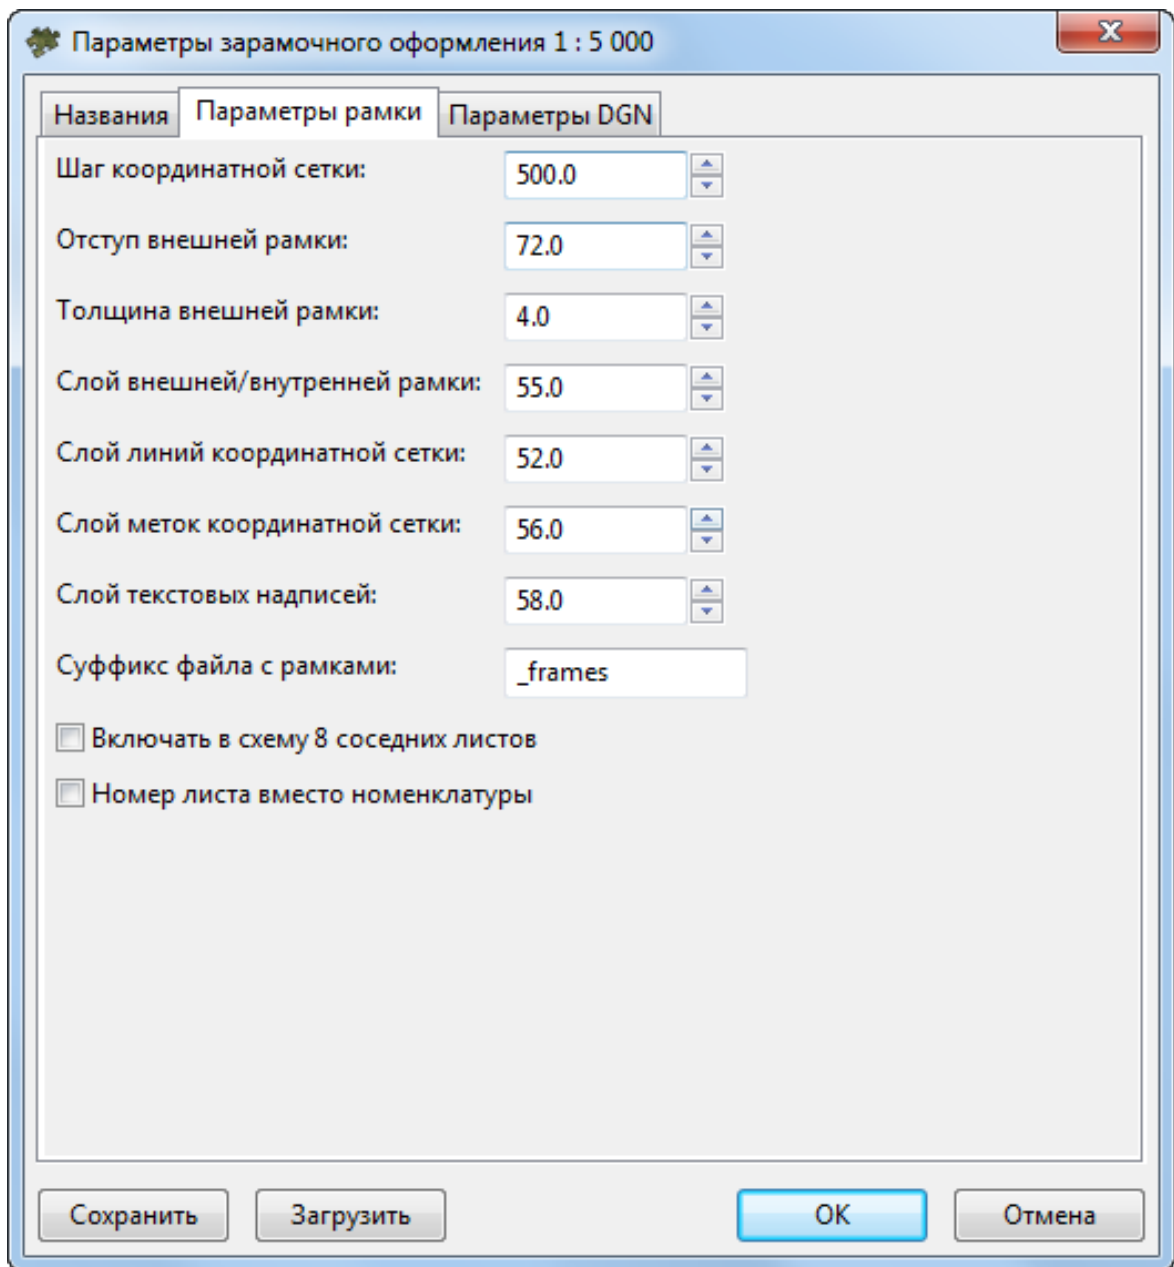 Параметры зарамочного оформления 1 : 5 000
Названия Параметры рамки Параметры DGN
Шаг координатной сетки: 500.0
Отступ внешней рамки: 72.0
Толщина внешней рамки: 4.0
Слой внешней/внутренней рамки: 55.0
Слой линий координатной сетки: 52.0
Слой меток координатной сетки: 56.0
Слой текстовых надписей: 58.0
Суффикс файла с рамками: _frames
Включать в схему 8 соседних листов
Номер листа вместо номенклатуры
Сохранить Загрузить OK Отмена